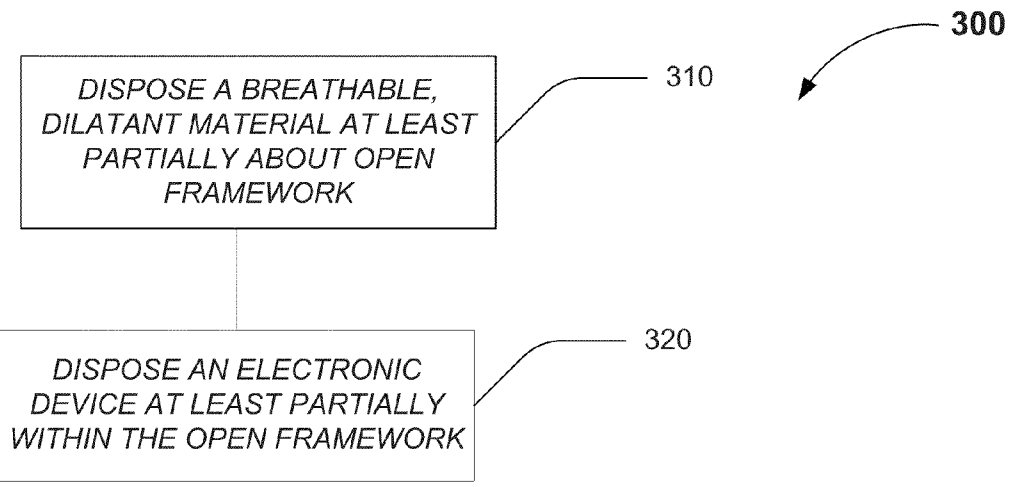 300
DISPOSE A BREATHABLE,
DILATANT MATERIAL AT LEAST
PARTIALLY ABOUT OPEN
FRAMEWORK
310
DISPOSE AN ELECTRONIC
DEVICE AT LEAST PARTIALLY
WITHIN THE OPEN FRAMEWORK
320